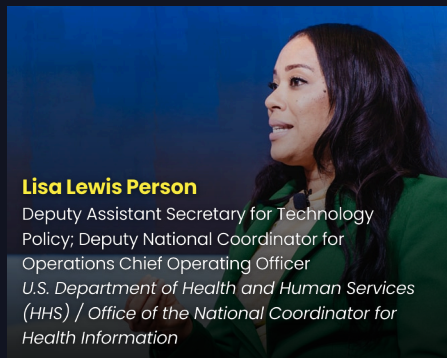 Lisa Lewis Person
Deputy Assistant Secretary for Technology
Policy; Deputy National Coordinator for
Operations Chief Operating Officer
U.S. Department of Health and Human Services
(HHS) / Office of the National Coordinator for
Health Information